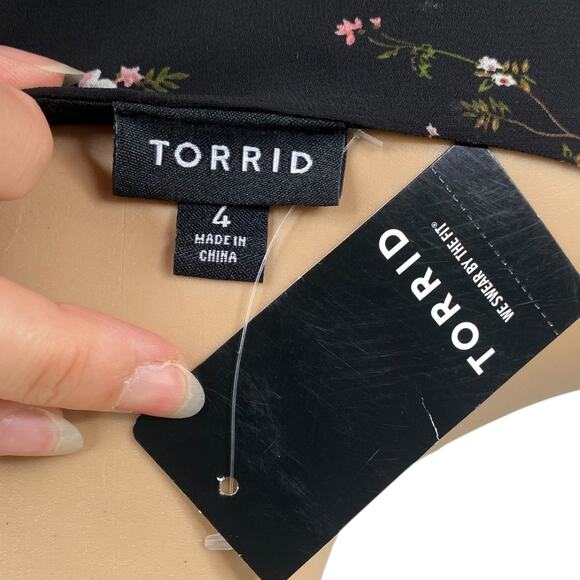 TORRID
4
MADE IN
CHINA
TORRID
WE SWEAR BY THE FIT®